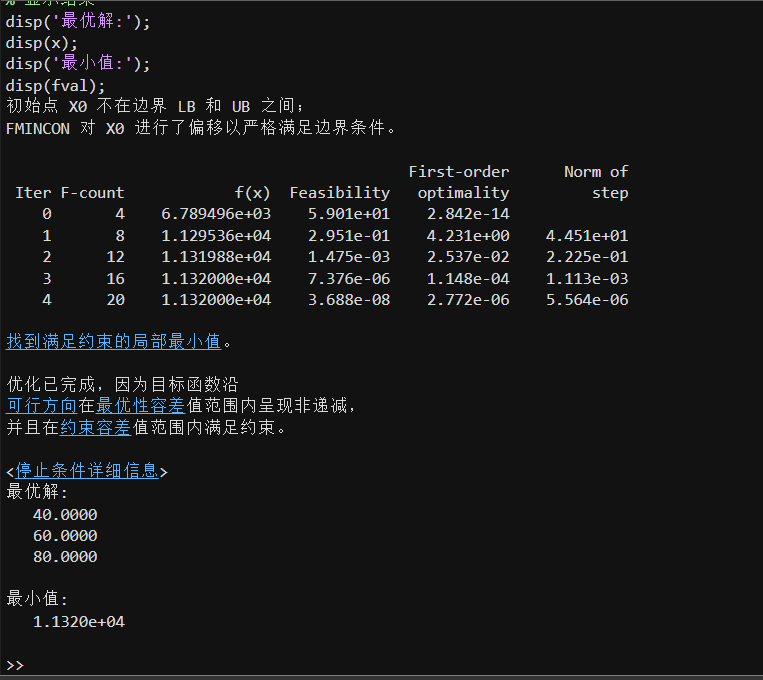 % 显示结果
disp('最优解:');
disp(x);
disp('最小值:');
disp(fval);
初始点 X0 不在边界 LB 和 UB 之间；
FMINCON 对 X0 进行了偏移以严格满足边界条件。
First-order Norm of
Iter F-count f(x) Feasibility optimality step
0 4 6.789496e+03 5.901e+01 2.842e-14
1 8 1.129536e+04 2.951e-01 4.231e+00 4.451e+01
2 12 1.131988e+04 1.475e-03 2.537e-02 2.225e-01
3 16 1.132000e+04 7.376e-06 1.148e-04 1.113e-03
4 20 1.132000e+04 3.688e-08 2.772e-06 5.564e-06
找到满足约束的局部最小值。
优化已完成，因为目标函数沿
可行方向在最优性容差值范围内呈现非递减，
并且在约束容差值范围内满足约束。
<停止条件详细信息>
最优解:
40.0000
60.0000
80.0000
最小值:
1.1320e+04
>>